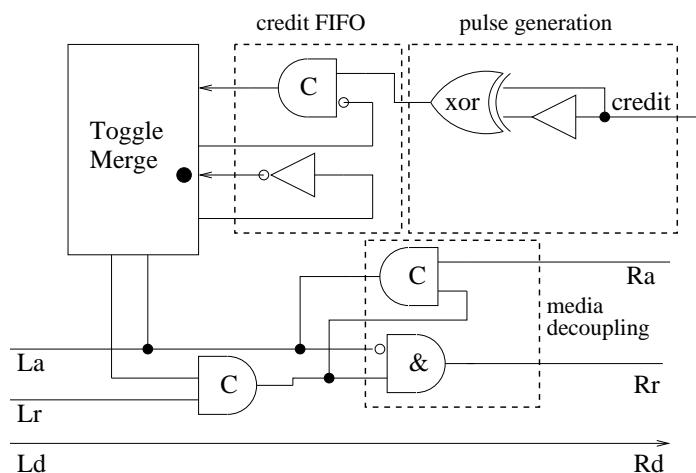 credit FIFO
pulse generation
C
xor
credit
Toggle
Merge
C
Ra
media
decoupling
La
C
&
Rr
Lr
Ld
Rd